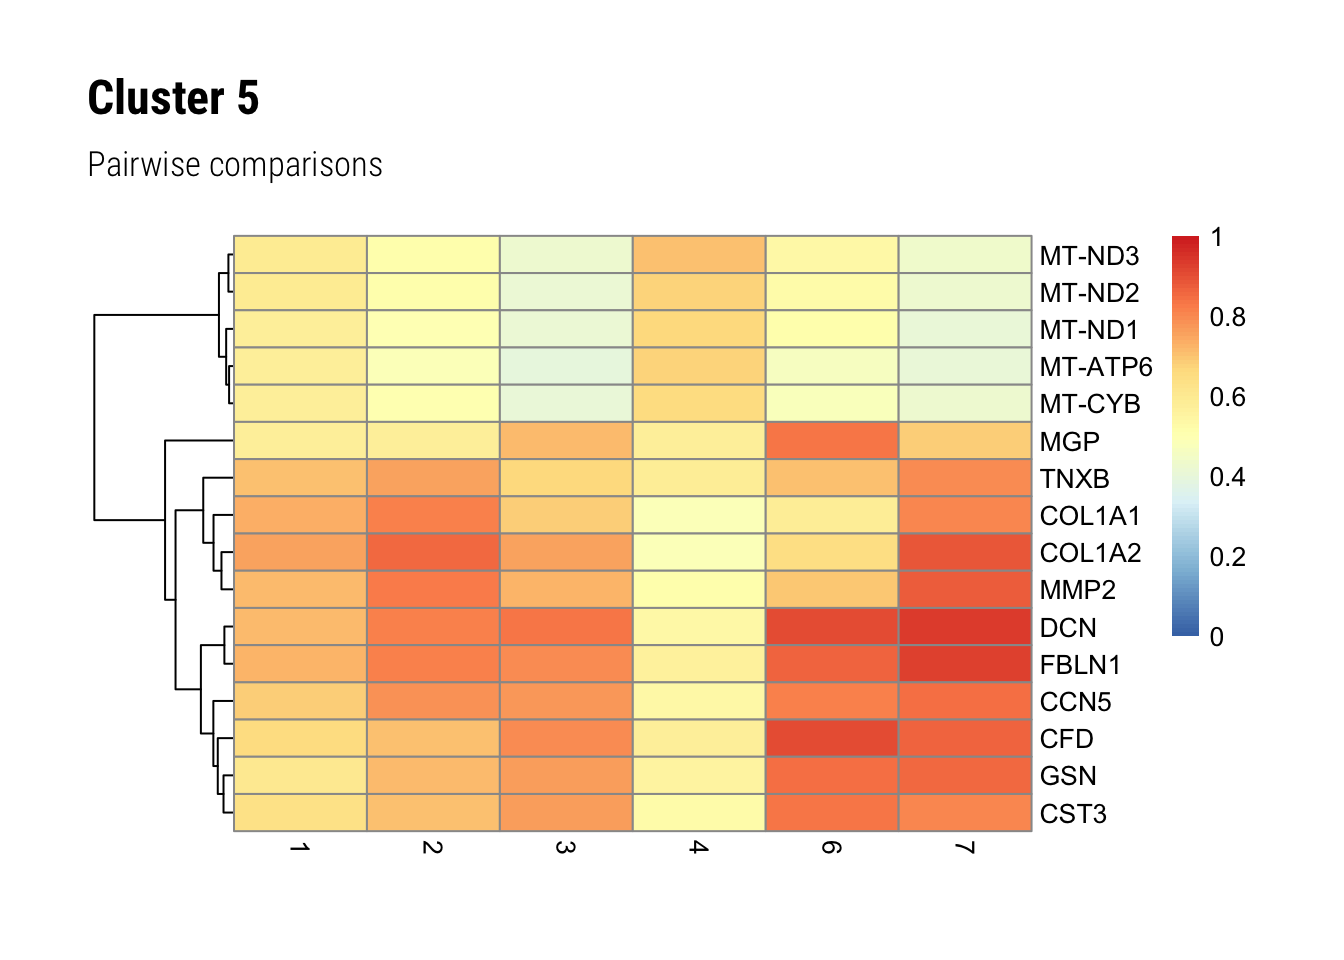 Cluster 5
Pairwise comparisons
MT-ND3
MT-ND2
MT-ND1
MT-ATP6
MT-CYB
MGP
TNXB
COL1A1
COL1A2
MMP2
DCN
FBLN1
CCN5
CFD
GSN
CST3
1
0.8
0.6
0.4
0.2
0
1 2 3 4 6 7